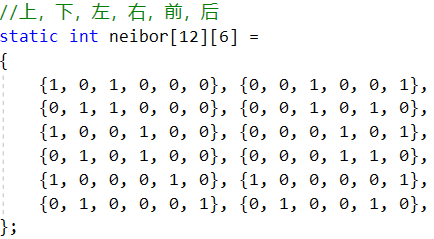 //上，下，左，右，前，后
static int neibor[12][6] =
{
{1, 0, 1, 0, 0, 0}, {0, 0, 1, 0, 0, 1},
{0, 1, 1, 0, 0, 0}, {0, 0, 1, 0, 1, 0},
{1, 0, 0, 1, 0, 0}, {0, 0, 0, 1, 0, 1},
{0, 1, 0, 1, 0, 0}, {0, 0, 0, 1, 1, 0},
{1, 0, 0, 0, 1, 0}, {1, 0, 0, 0, 0, 1},
{0, 1, 0, 0, 0, 1}, {0, 1, 0, 0, 1, 0},
};